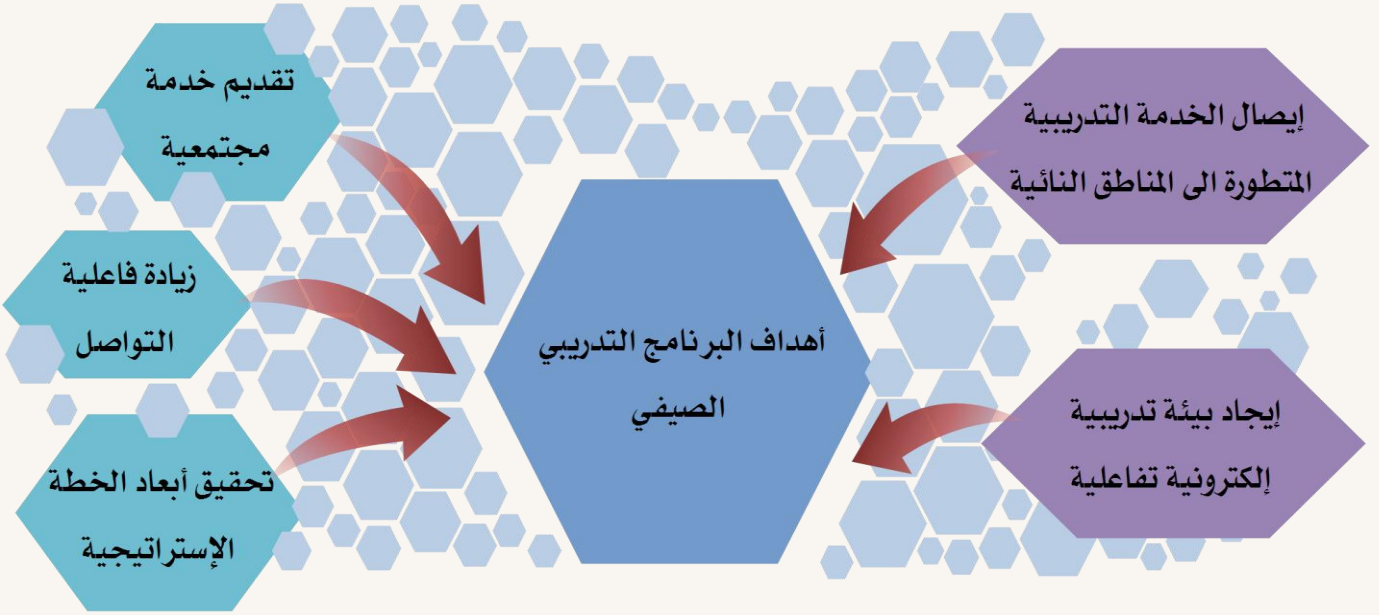 أهداف البرنامج التدريبي
الصيفي
إيصال الخدمة التدريبية
المتطورة الى المناطق النائية
إيجاد بيئة تدريبية
إلكترونية تفاعلية
تقديم خدمة
مجتمعية
زيادة فاعلية
التواصل
تحقيق أبعاد الخطة
الإستراتيجية